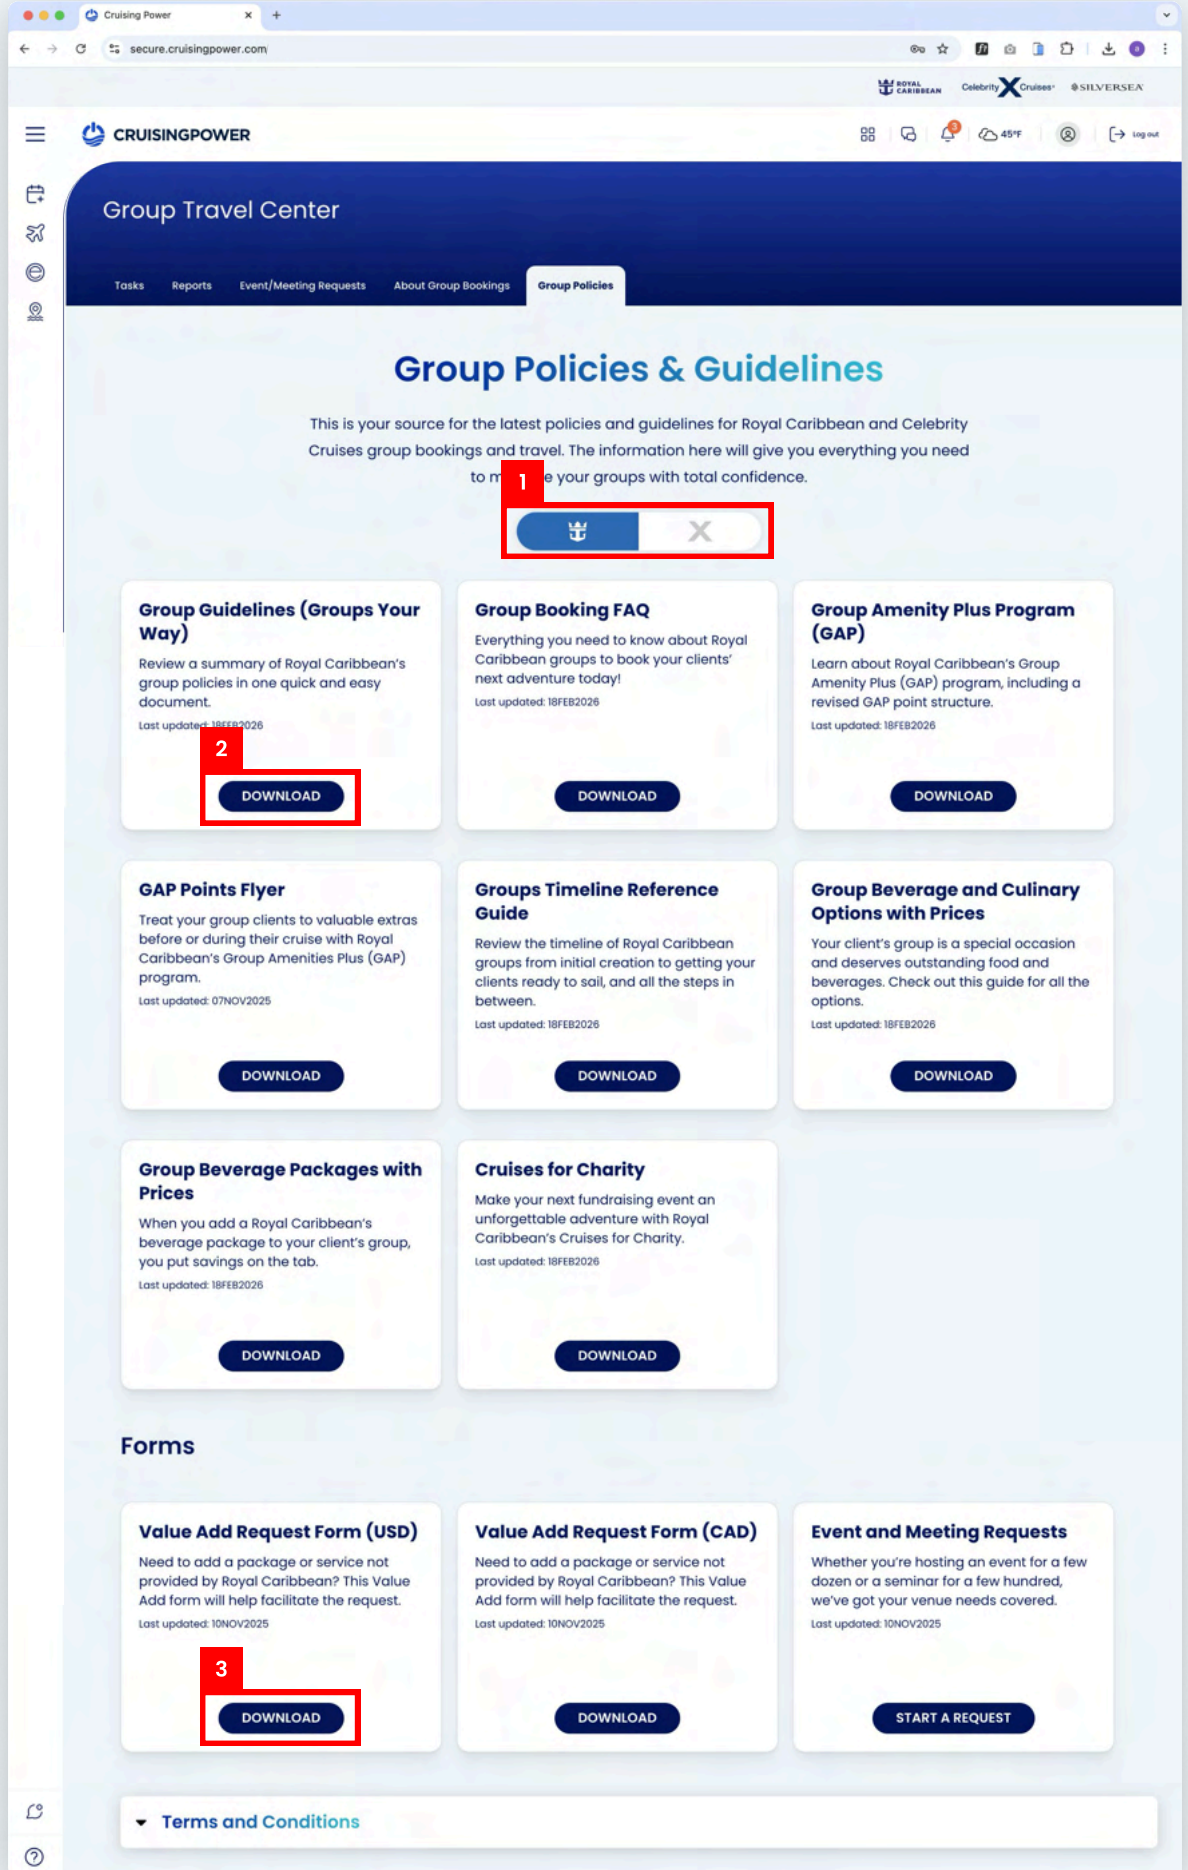 Cruising Power
secure.cruisingpower.com
ROYAL CARIBBEAN
Celebrity X Cruises
SILVERSEA
CRUISINGPOWER
3
45°F
Log out
Group Travel Center
Tasks
Reports
Event/Meeting Requests
About Group Bookings
Group Policies
Group Policies & Guidelines
This is your source for the latest policies and guidelines for Royal Caribbean and Celebrity
Cruises group bookings and travel. The information here will give you everything you need
to m e your groups with total confidence.
1
X
Group Guidelines (Groups Your
Way)
Review a summary of Royal Caribbean's
group policies in one quick and easy
document.
Last updated: 18FEB2026
2
DOWNLOAD
Group Booking FAQ
Everything you need to know about Royal
Caribbean groups to book your clients'
next adventure today!
Last updated: 18FEB2026
DOWNLOAD
Group Amenity Plus Program
(GAP)
Learn about Royal Caribbean's Group
Amenity Plus (GAP) program, including a
revised GAP point structure.
Last updated: 18FEB2026
DOWNLOAD
GAP Points Flyer
Treat your group clients to valuable extras
before or during their cruise with Royal
Caribbean's Group Amenities Plus (GAP)
program.
Last updated: 07NOV2025
DOWNLOAD
Groups Timeline Reference
Guide
Review the timeline of Royal Caribbean
groups from initial creation to getting your
clients ready to sail, and all the steps in
between.
Last updated: 18FEB2026
DOWNLOAD
Group Beverage and Culinary
Options with Prices
Your client's group is a special occasion
and deserves outstanding food and
beverages. Check out this guide for all the
options.
Last updated: 18FEB2026
DOWNLOAD
Group Beverage Packages with
Prices
When you add a Royal Caribbean's
beverage package to your client's group,
you put savings on the tab.
Last updated: 18FEB2026
DOWNLOAD
Cruises for Charity
Make your next fundraising event an
unforgettable adventure with Royal
Caribbean's Cruises for Charity.
Last updated: 18FEB2026
DOWNLOAD
Forms
Value Add Request Form (USD)
Need to add a package or service not
provided by Royal Caribbean? This Value
Add form will help facilitate the request.
Last updated: 10NOV2025
3
DOWNLOAD
Value Add Request Form (CAD)
Need to add a package or service not
provided by Royal Caribbean? This Value
Add form will help facilitate the request.
Last updated: 10NOV2025
DOWNLOAD
Event and Meeting Requests
Whether you're hosting an event for a few
dozen or a seminar for a few hundred,
we've got your venue needs covered.
Last updated: 10NOV2025
START A REQUEST
Terms and Conditions